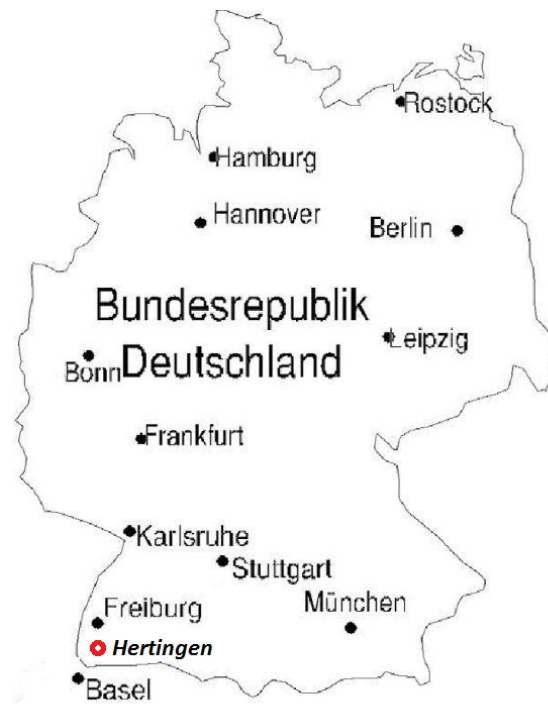 Rostock
Hamburg
Hannover
Berlin
Bundesrepublik
Leipzig
Bonn Deutschland
Frankfurt
Karlsruhe
Stuttgart
Freiburg
München
Hertingen
Basel